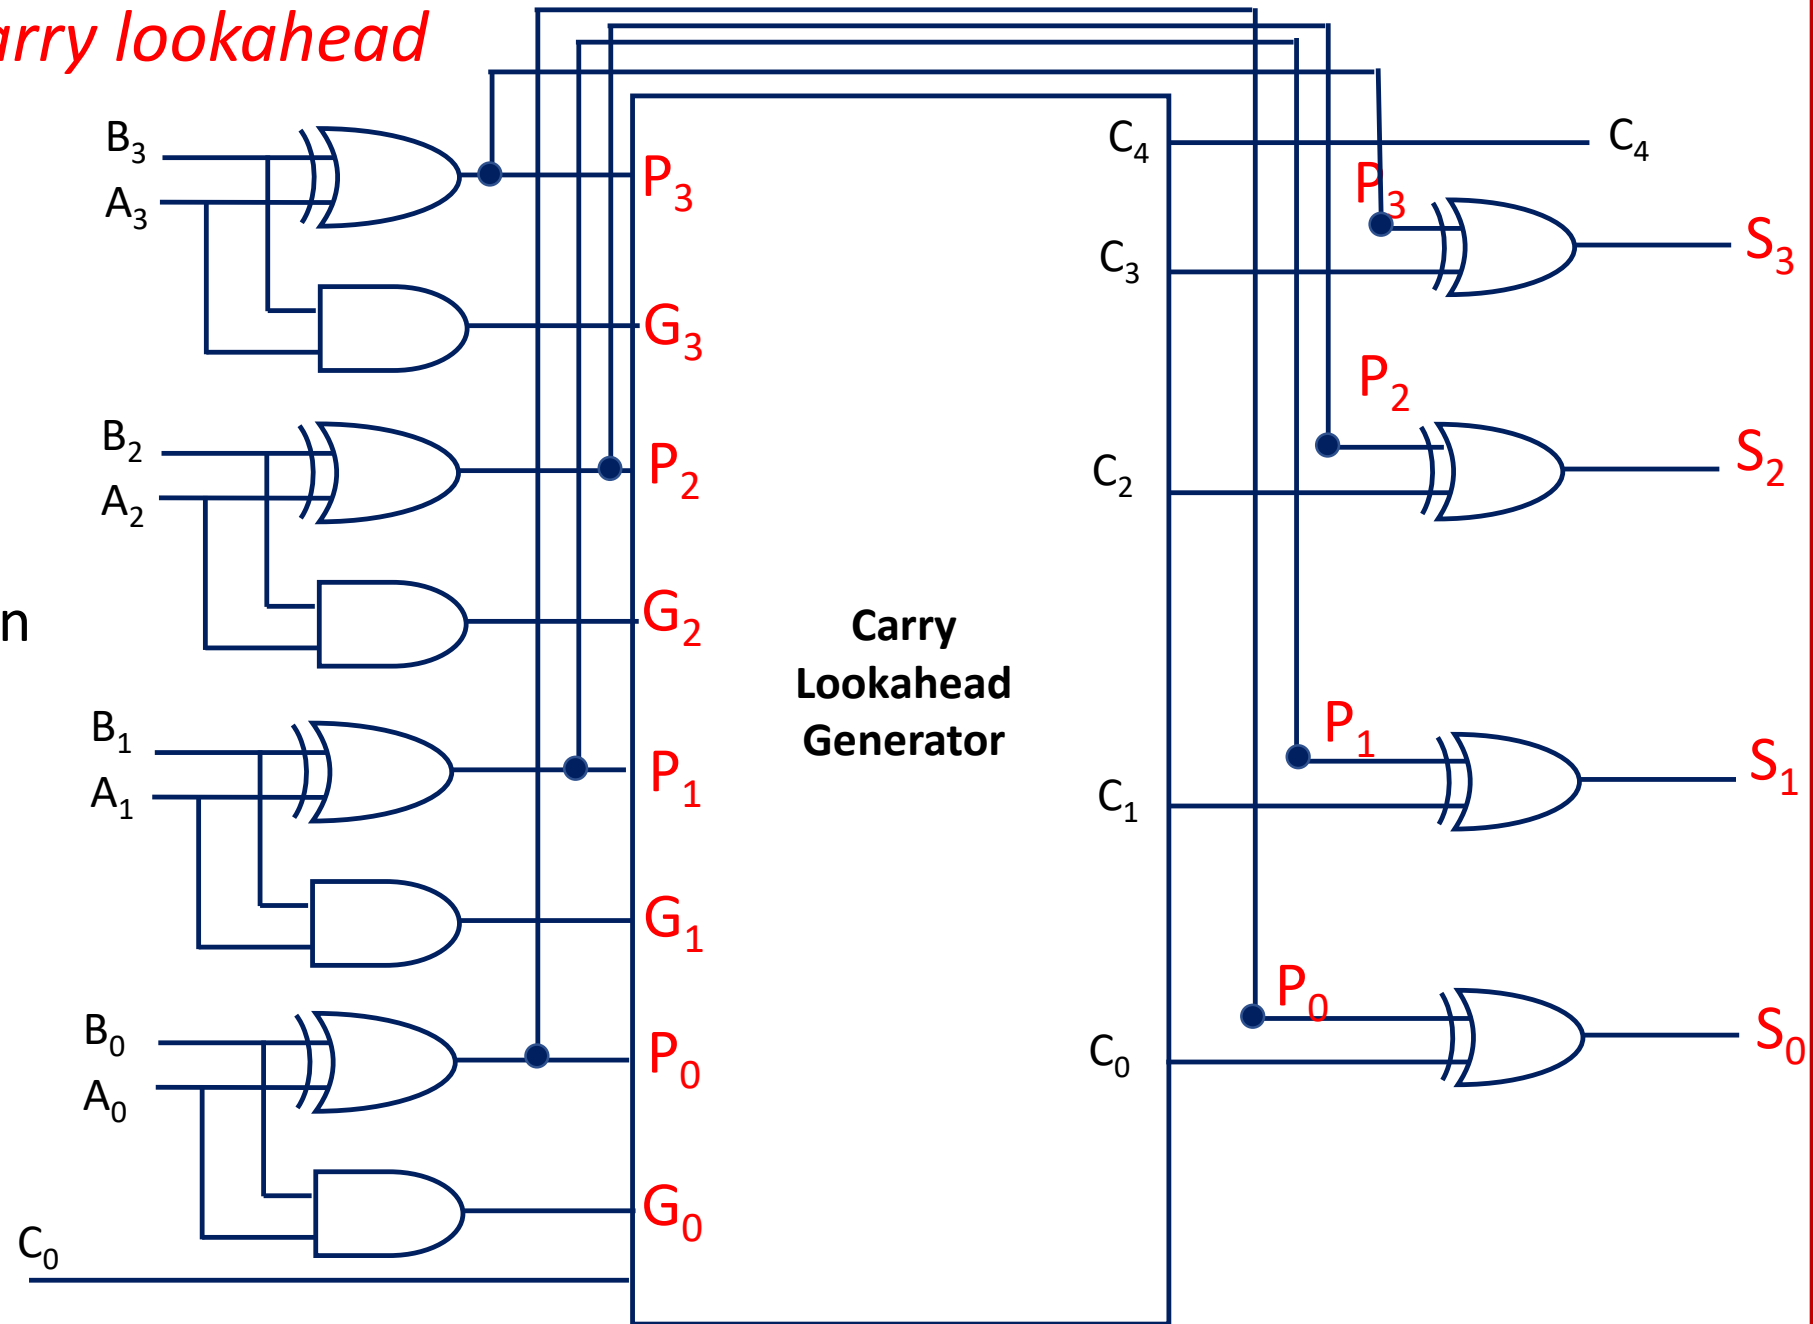 arry lookahead
B3
A3
P3
G3
B2
A2
P2
G2
n
B1
A1
P1
G1
B0
A0
P0
G0
C0
Carry
Lookahead
Generator
C4
C4
P3
C3
S3
P2
C2
S2
P1
C1
S1
P0
C0
S0